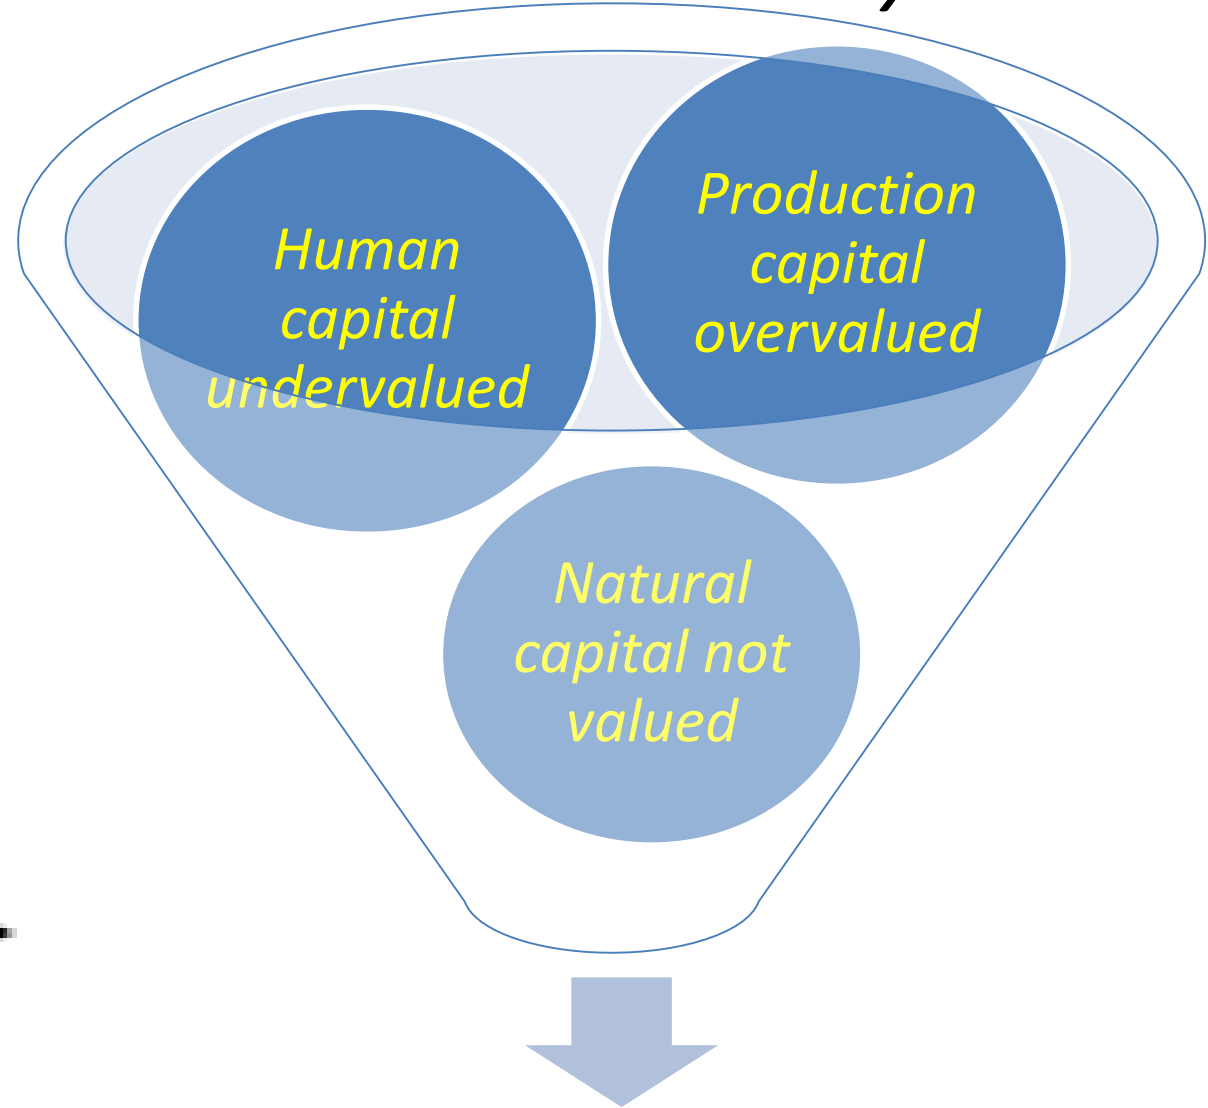 Human
capital
undervalued
Production
capital
overvalued
Natural
capital not
valued